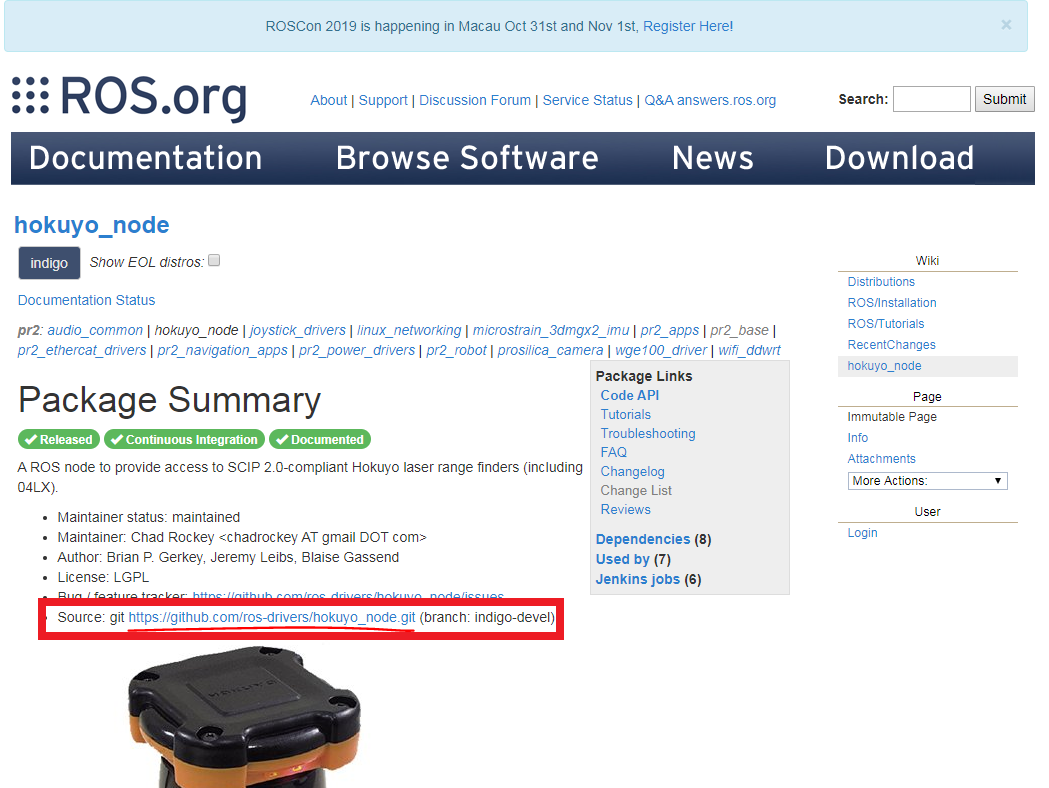 ROSCon 2019 is happening in Macau Oct 31st and Nov 1st, Register Here!
×
ROS.org
About | Support | Discussion Forum | Service Status | Q&A answers.ros.org
Search:
Submit
Documentation
Browse Software
News
Download
hokuyo_node
indigo
Show EOL distros:
Documentation Status
pr2: audio_common | hokuyo_node | joystick_drivers | linux_networking | microstrain_3dmgx2_imu | pr2_apps | pr2_base |
pr2_ethercat_drivers | pr2_navigation_apps | pr2_power_drivers | pr2_robot | prosilica_camera | wge100_driver | wifi_ddwrt
Package Summary
Released
Continuous Integration
Documented
A ROS node to provide access to SCIP 2.0-compliant Hokuyo laser range finders (including
04LX).
• Maintainer status: maintained
• Maintainer: Chad Rockey <chadrockey AT gmail DOT com>
• Author: Brian P. Gerkey, Jeremy Leibs, Blaise Gassend
• License: LGPL
• Bug / feature tracker: https://github.com/ros-drivers/hokuyo_node/issues
• Source: git https://github.com/ros-drivers/hokuyo_node.git (branch: indigo-devel)
HOKUYO
Package Links
Code API
Tutorials
Troubleshooting
FAQ
Changelog
Change List
Reviews
Dependencies (8)
Used by (7)
Jenkins jobs (6)
Wiki
Distributions
ROS/Installation
ROS/Tutorials
RecentChanges
hokuyo_node
Page
Immutable Page
Info
Attachments
More Actions:
User
Login